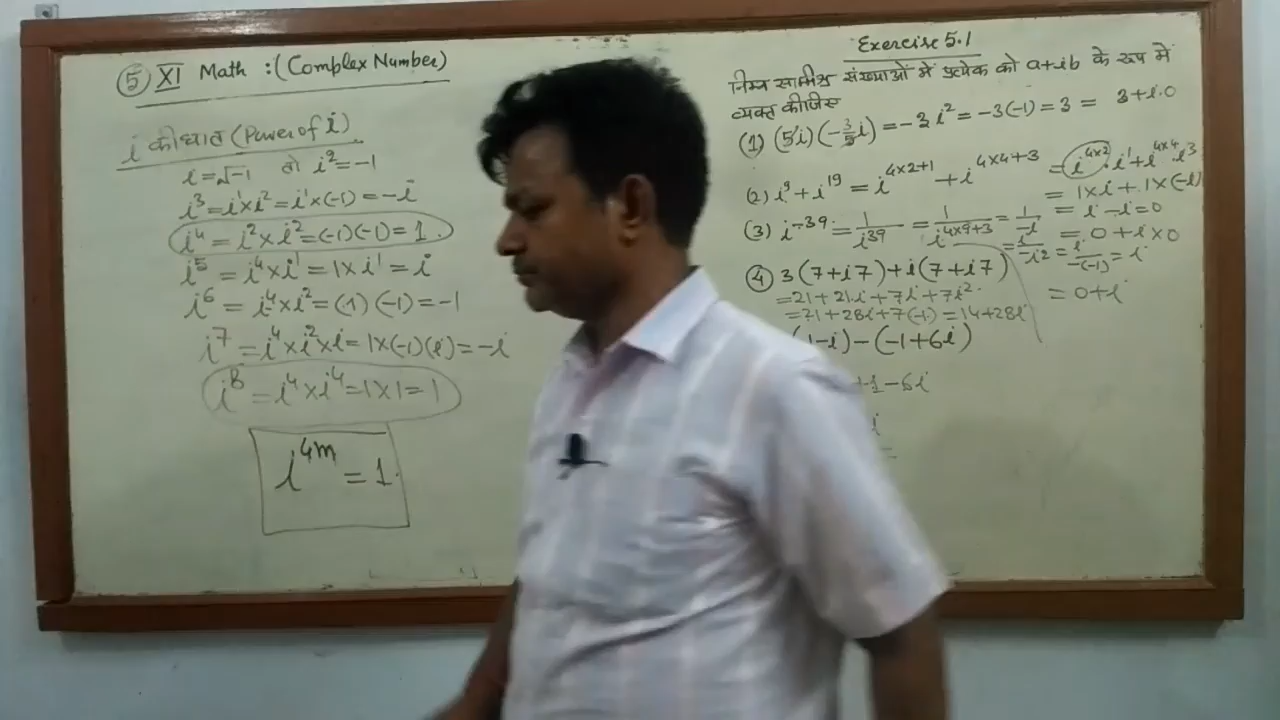 ⑤ XI Math :(Complex Number)
i की घात (Power of i)
i = √-1 तो i² = -1
i³ = i¹×i² = i¹×(-1) = -i
i⁴ = i²×i² = (-1)(-1) = 1.
i⁵ = i⁴×i¹ = 1×i¹ = i
i⁶ = i⁴×i² = (1)(-1) = -1
i⁷ = i⁴×i²×i = 1×(-1)(i) = -i
i⁸ = i⁴×i⁴ = 1×1 = 1
i⁴ᵐ = 1.
Exercise 5.1
निम्न सम्मिश्र संख्याओं में प्रत्येक को a+ib के रूप में
व्यक्त कीजिए
(1) (5i)(-3/5 i) = -3i² = -3(-1) = 3 = 3+i.0
(2) i⁹ + i¹⁹ = i^(4×2+1) + i^(4×4+3) = i^(4×2).i¹ + i^(4×4).i³
= 1×i + 1×(-i)
= i - i = 0
= 0 + i×0
(3) i⁻³⁹ = 1/i³⁹ = 1/i^(4×9+3) = 1/-i
= i/-i² = i/-(-1) = i
= 0+i
④ 3(7+i7)+i(7+i7)
= 21+21i+7i+7i²
= 21+28i+7(-1) = 14+28i
(1-i)-(-1+6i)
+1-6i
i
=